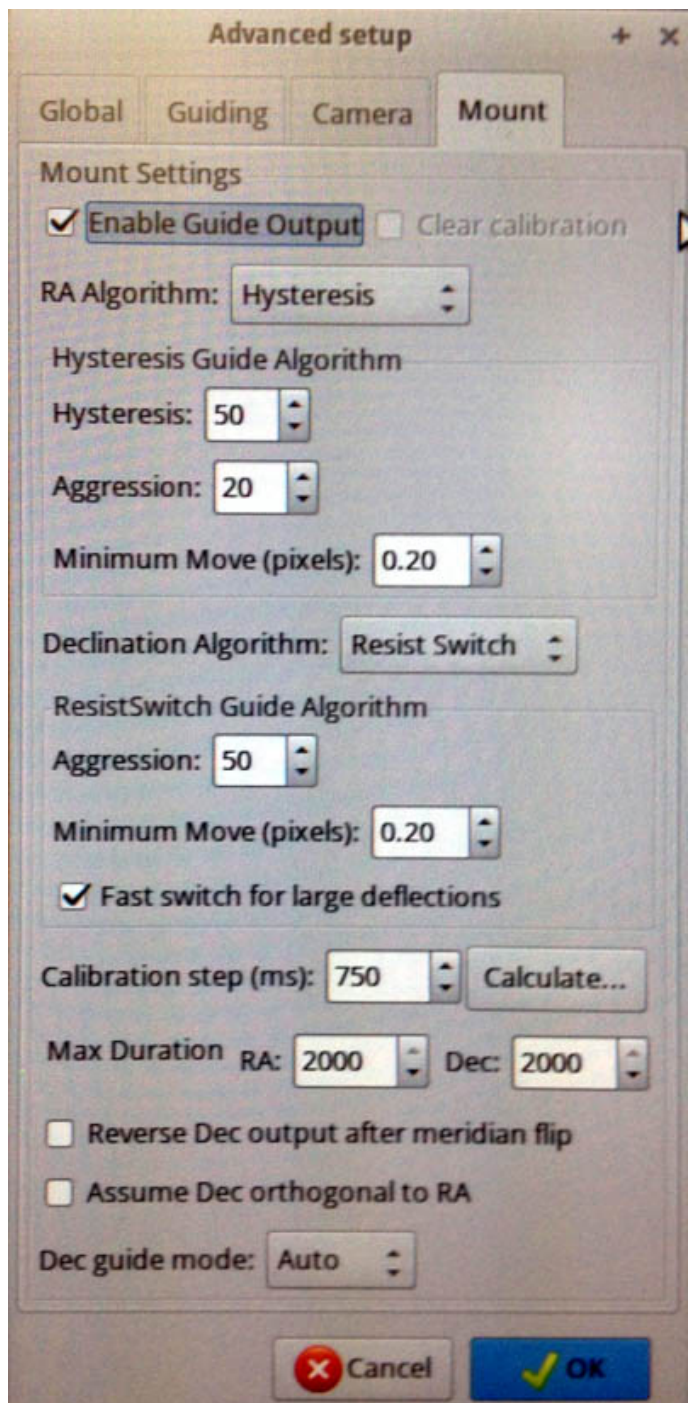 Advanced setup
Global Guiding Camera Mount
Mount Settings
Enable Guide Output Clear calibration
RA Algorithm: Hysteresis
Hysteresis Guide Algorithm
Hysteresis: 50
Aggression: 20
Minimum Move (pixels): 0.20
Declination Algorithm: Resist Switch
ResistSwitch Guide Algorithm
Aggression: 50
Minimum Move (pixels): 0.20
Fast switch for large deflections
Calibration step (ms): 750 Calculate...
Max Duration RA: 2000 Dec: 2000
Reverse Dec output after meridian flip
Assume Dec orthogonal to RA
Dec guide mode: Auto
Cancel OK